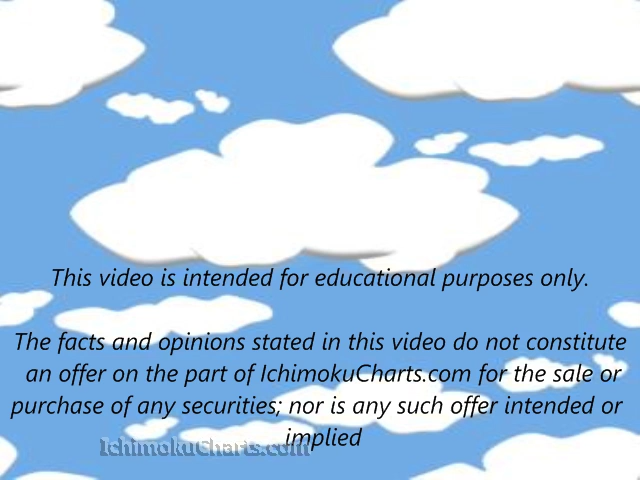 This video is intended for educational purposes only.
The facts and opinions stated in this video do not constitute
an offer on the part of IchimokuCharts.com for the sale or
purchase of any securities; nor is any such offer intended or
implied
IchimokuCharts.com